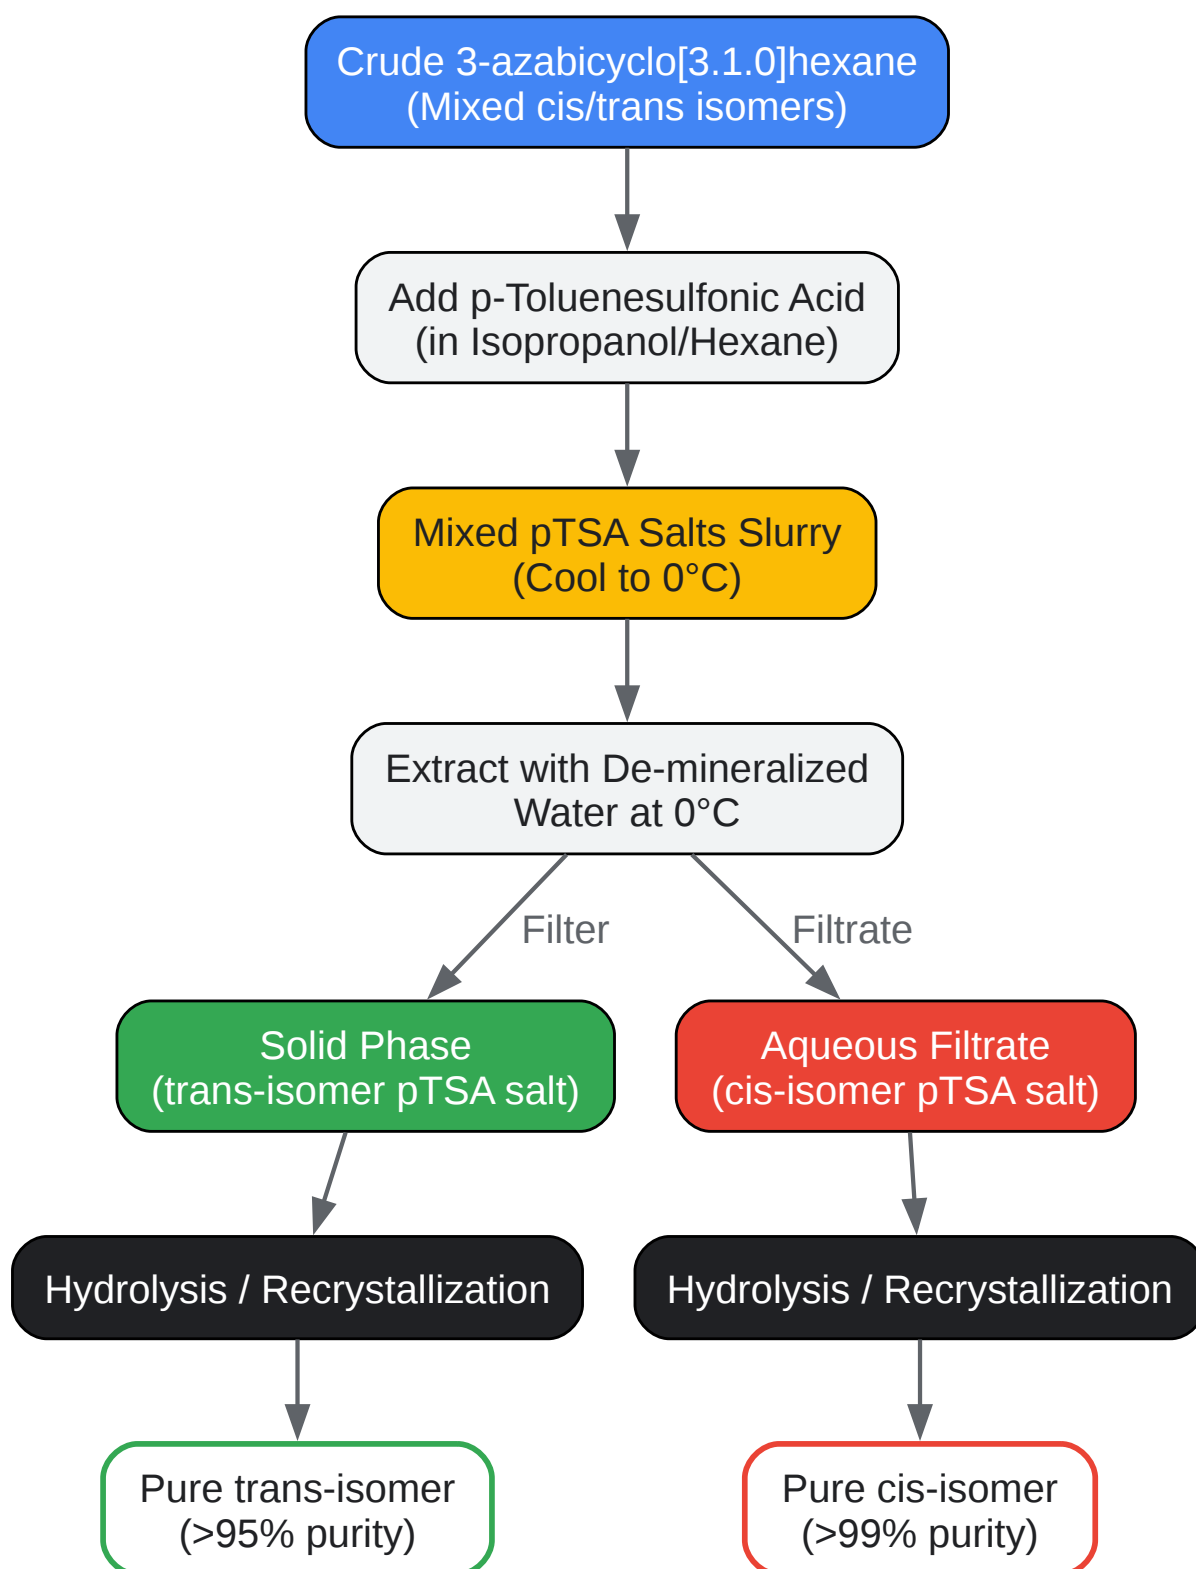 Crude 3-azabicyclo[3.1.0]hexane
(Mixed cis/trans isomers)
Add p-Toluenesulfonic Acid
(in Isopropanol/Hexane)
Mixed pTSA Salts Slurry
(Cool to 0°C)
Extract with De-mineralized
Water at 0°C
Filter
Filtrate
Solid Phase
(trans-isomer pTSA salt)
Aqueous Filtrate
(cis-isomer pTSA salt)
Hydrolysis / Recrystallization
Hydrolysis / Recrystallization
Pure trans-isomer
(>95% purity)
Pure cis-isomer
(>99% purity)